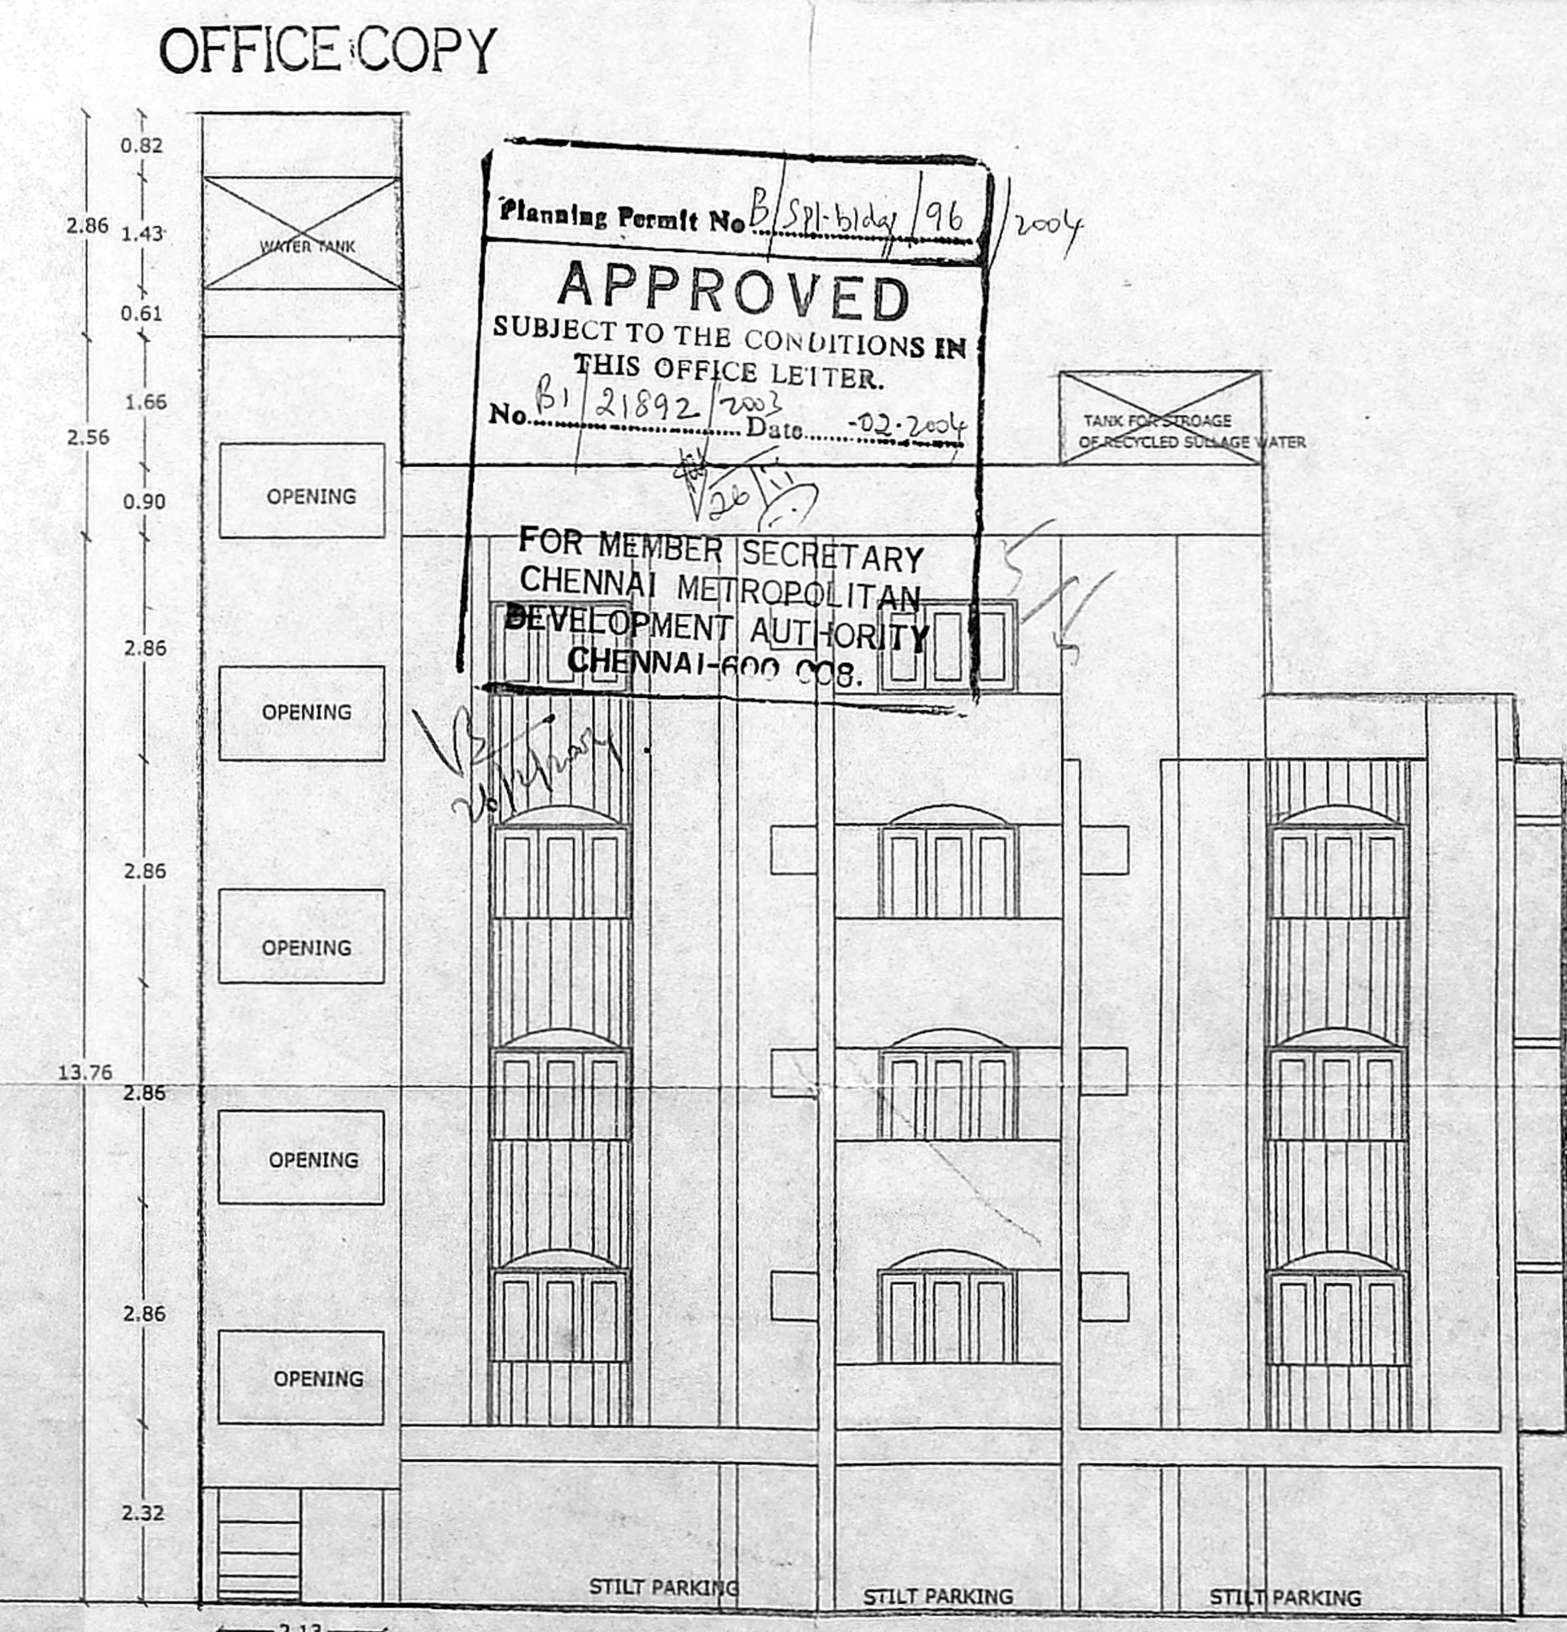 OFFICE COPY
0.82
Planning Permit No B/Spl-bldg/96/2004
2.86
1.43
WATER TANK
APPROVED
0.61
SUBJECT TO THE CONDITIONS IN
THIS OFFICE LETTER.
No. B1/21892/2003 Date -02-2004
1.66
2.56
TANK FOR STROAGE
OF RECYCLED SULLAGE WATER
26
OPENING
0.90
FOR MEMBER SECRETARY
CHENNAI METROPOLITAN
DEVELOPMENT AUTHORITY
CHENNAI-600 008.
2.86
OPENING
2.86
OPENING
13.76
2.86
OPENING
2.86
OPENING
2.32
STILT PARKING
STILT PARKING
STILT PARKING
2.13